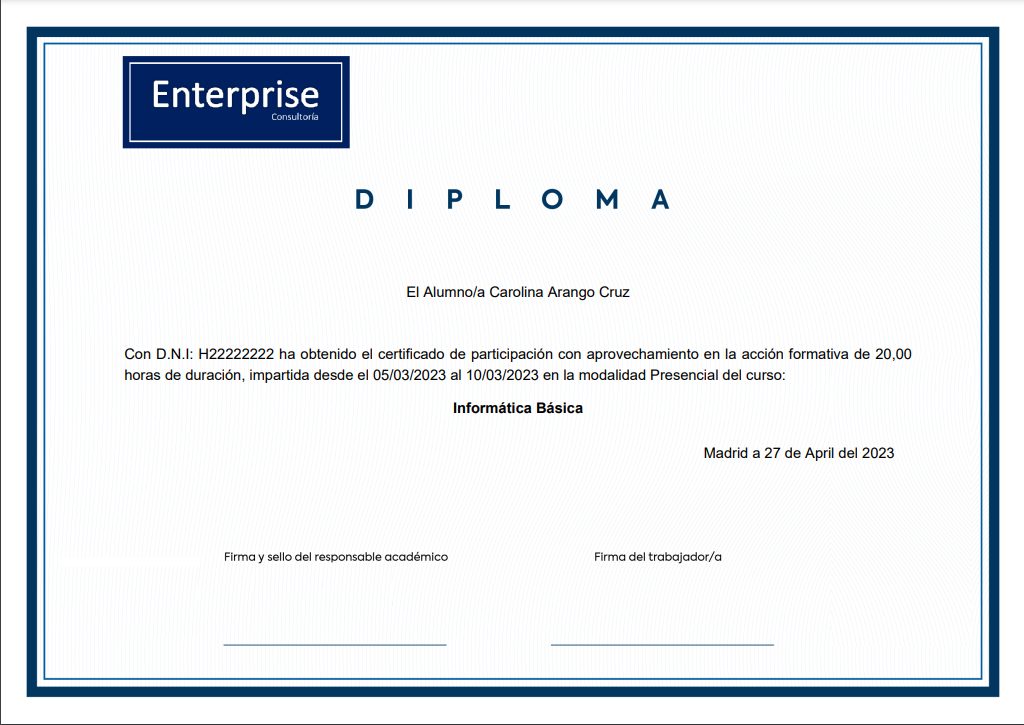 Enterprise
Consultoría
DIPLOMA
El Alumno/a Carolina Arango Cruz
Con D.N.I: H22222222 ha obtenido el certificado de participación con aprovechamiento en la acción formativa de 20,00
horas de duración, impartida desde el 05/03/2023 al 10/03/2023 en la modalidad Presencial del curso:
Informática Básica
Madrid a 27 de April del 2023
Firma y sello del responsable académico
Firma del trabajador/a